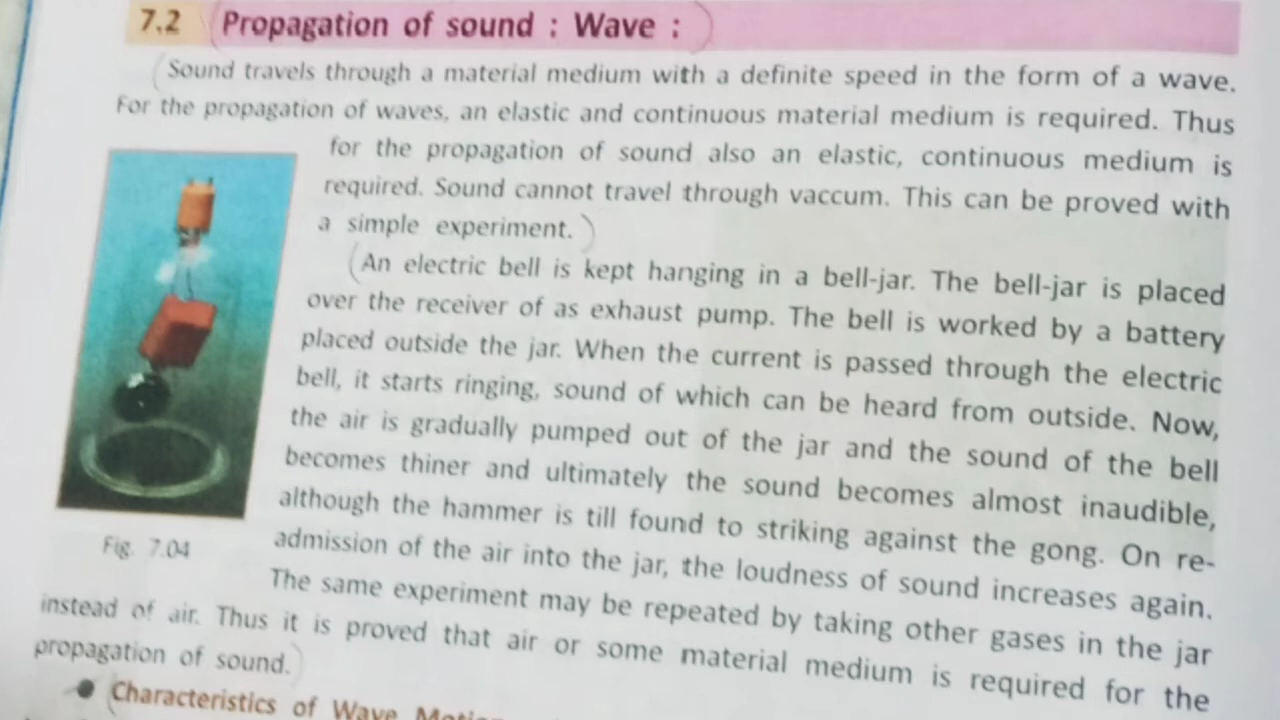 7.2 Propagation of sound : Wave :
Sound travels through a material medium with a definite speed in the form of a wave.
For the propagation of waves, an elastic and continuous material medium is required. Thus
for the propagation of sound also an elastic, continuous medium is
required. Sound cannot travel through vaccum. This can be proved with
a simple experiment.
An electric bell is kept hanging in a bell-jar. The bell-jar is placed
over the receiver of as exhaust pump. The bell is worked by a battery
placed outside the jar. When the current is passed through the electric
bell, it starts ringing, sound of which can be heard from outside. Now,
the air is gradually pumped out of the jar and the sound of the bell
becomes thiner and ultimately the sound becomes almost inaudible,
although the hammer is till found to striking against the gong. On re-
admission of the air into the jar, the loudness of sound increases again.
Fig. 7.04
The same experiment may be repeated by taking other gases in the jar
instead of air. Thus it is proved that air or some material medium is required for the
propagation of sound.
● Characteristics of Wave Motion